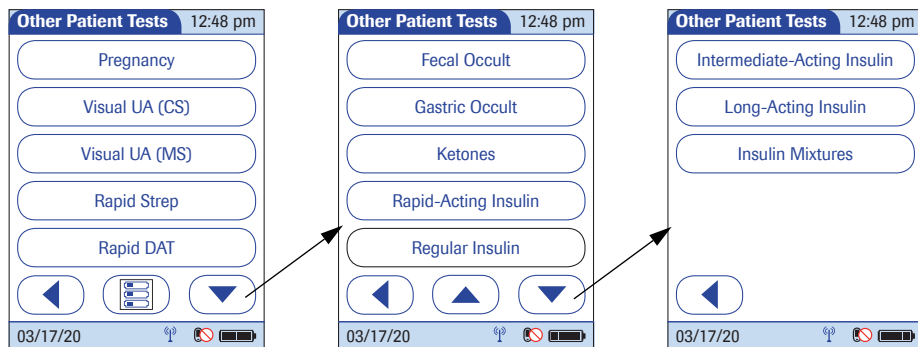 Other Patient Tests 12:48 pm
Pregnancy
Visual UA (CS)
Visual UA (MS)
Rapid Strep
Rapid DAT
03/17/20
Other Patient Tests 12:48 pm
Fecal Occult
Gastric Occult
Ketones
Rapid-Acting Insulin
Regular Insulin
03/17/20
Other Patient Tests 12:48 pm
Intermediate-Acting Insulin
Long-Acting Insulin
Insulin Mixtures
03/17/20